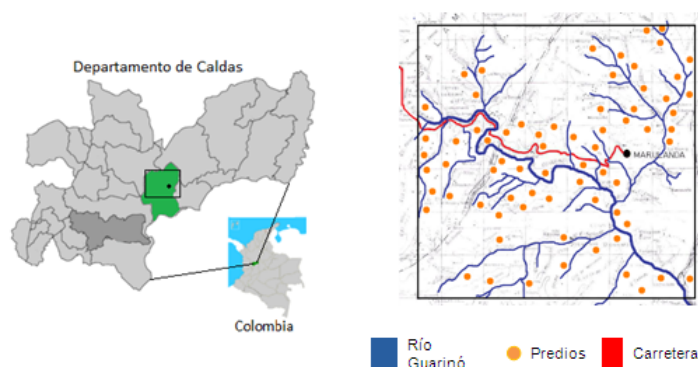 Departamento de Caldas
Colombia
MARULANDA
Río
Guarinó
Predios
Carretera